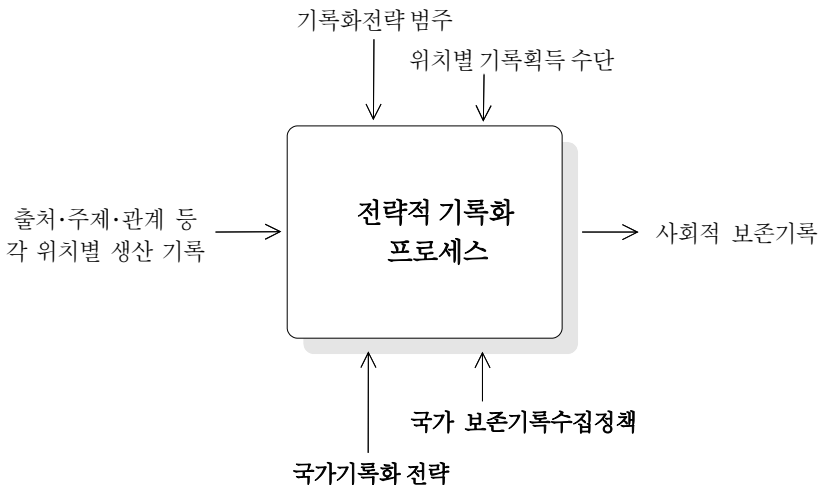 기록화전략 범주
위치별 기록획득 수단
전략적 기록화
프로세스
출처·주제·관계 등
각 위치별 생산 기록
사회적 보존기록
국가 보존기록수집정책
국가기록화 전략